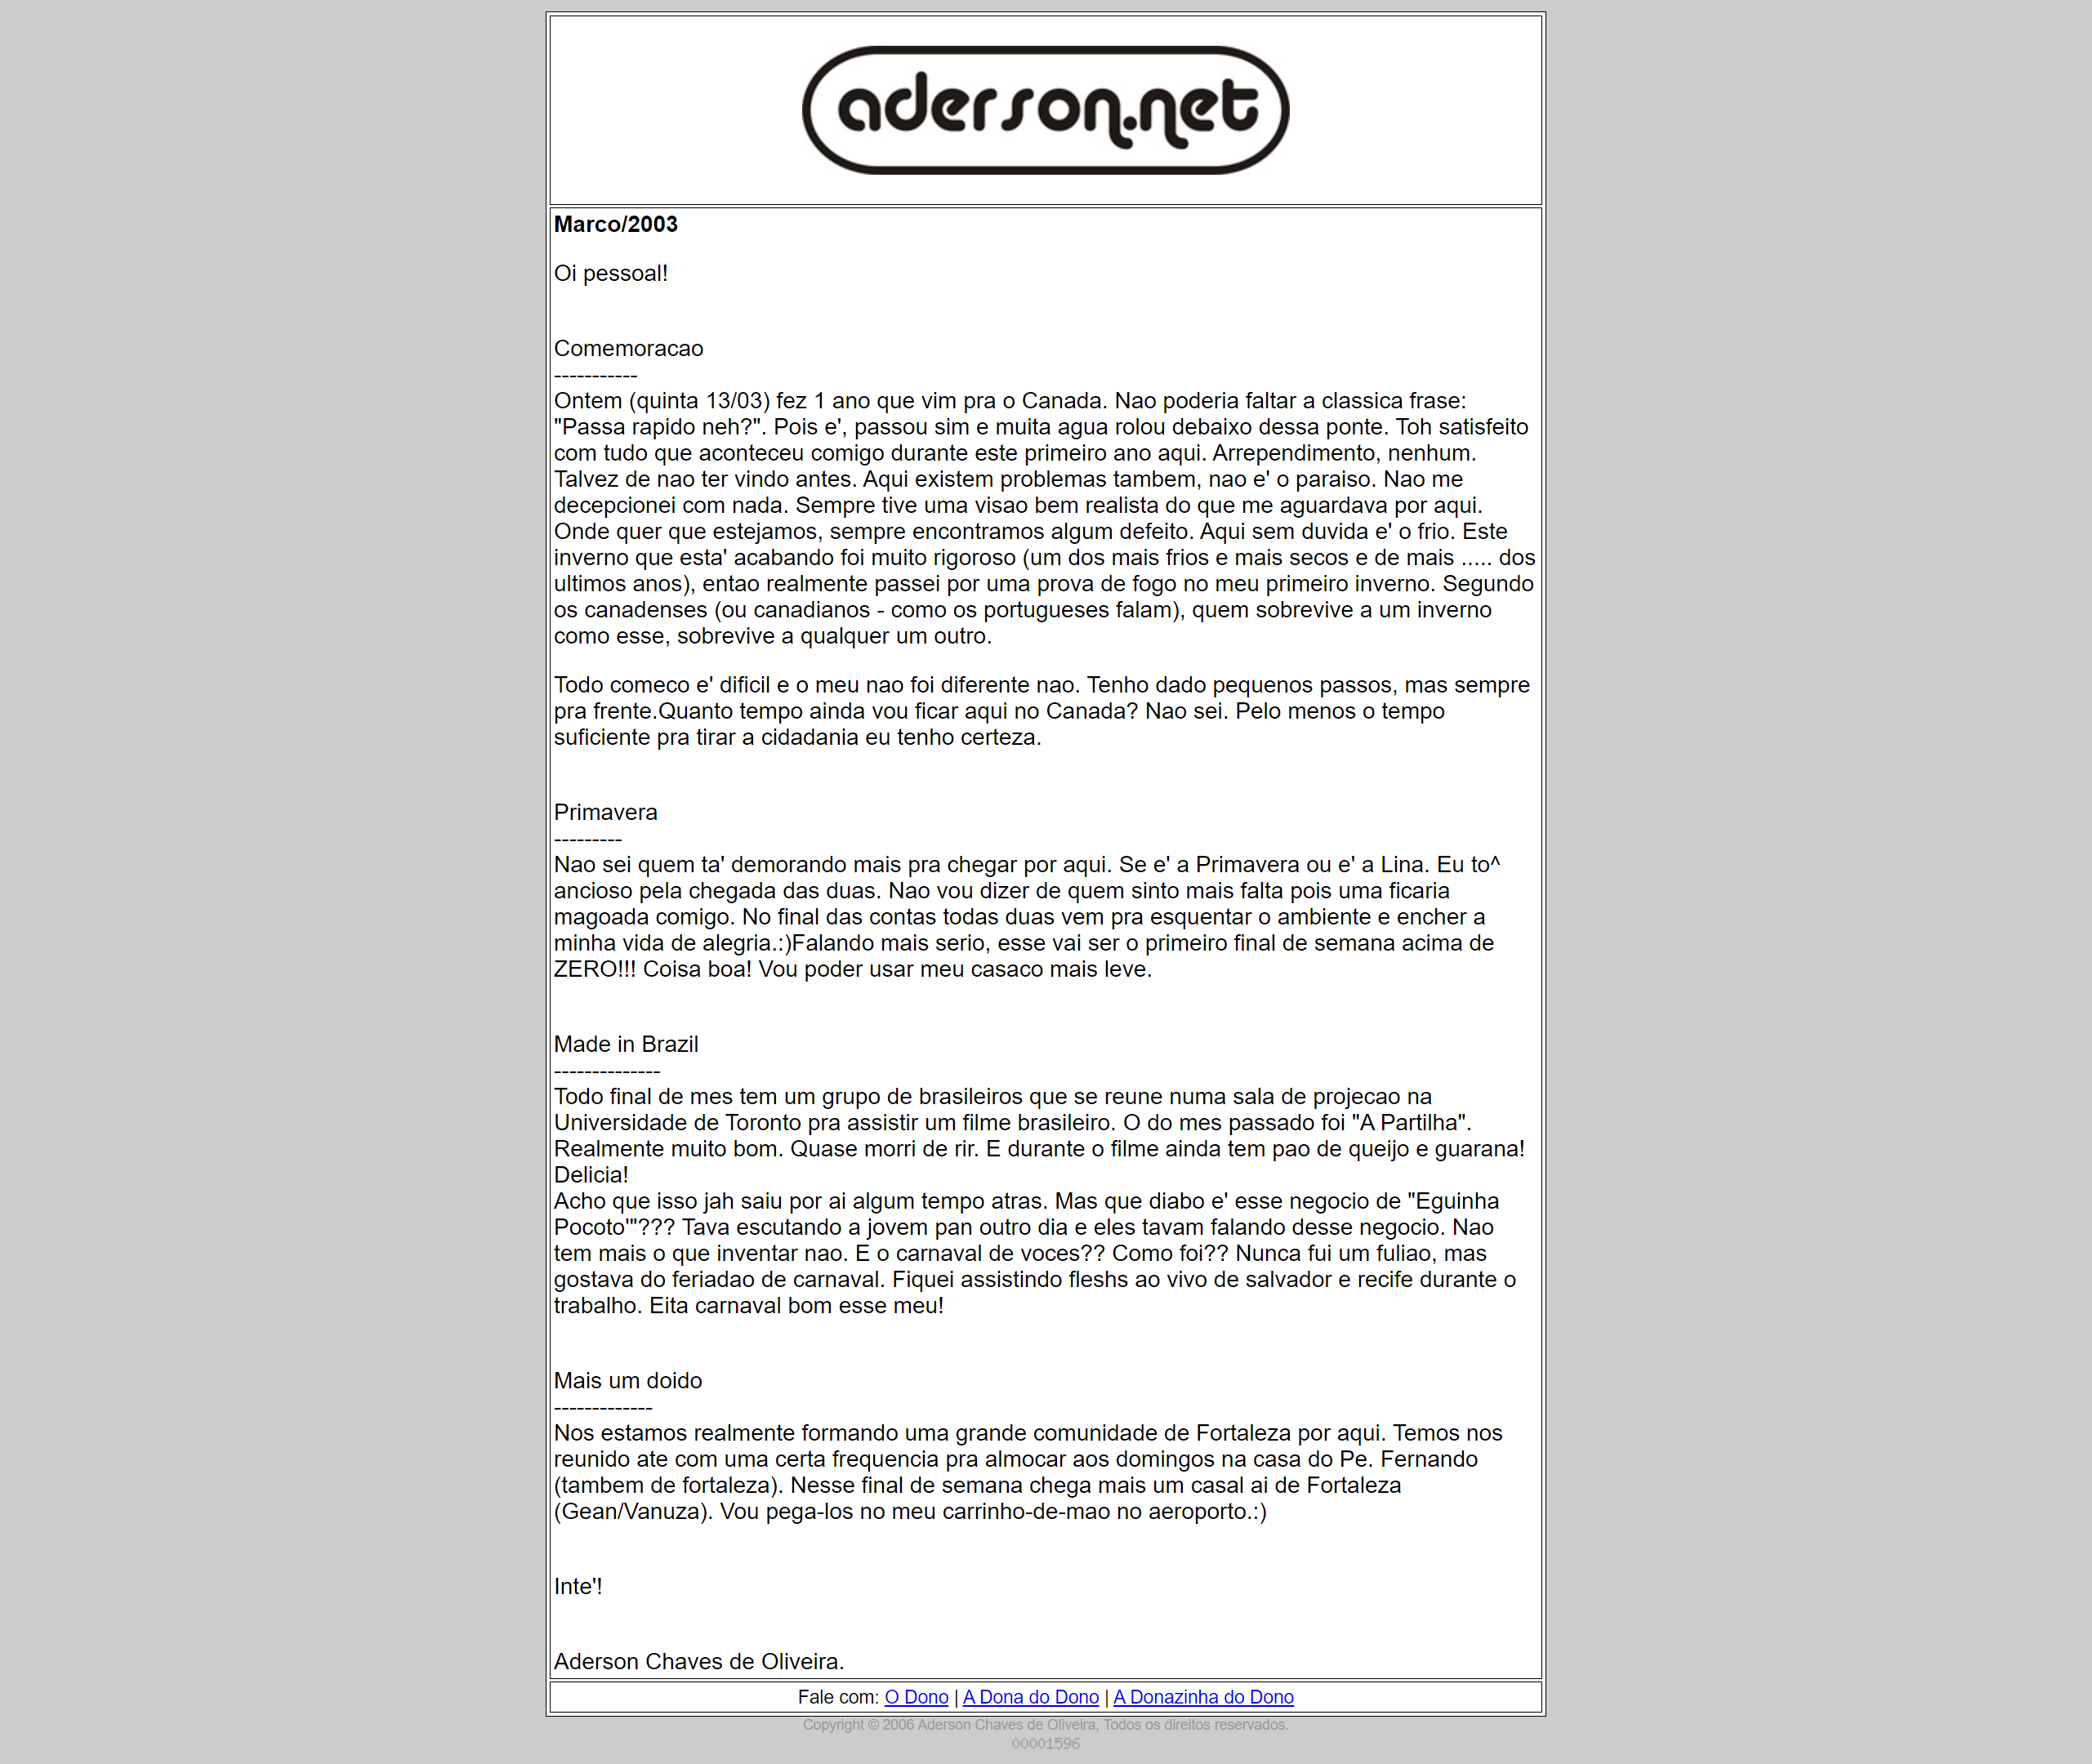 aderson.net
Marco/2003
Oi pessoal!
Comemoracao
-----------
Ontem (quinta 13/03) fez 1 ano que vim pra o Canada. Nao poderia faltar a classica frase:
"Passa rapido neh?". Pois e', passou sim e muita agua rolou debaixo dessa ponte. Toh satisfeito
com tudo que aconteceu comigo durante este primeiro ano aqui. Arrependimento, nenhum.
Talvez de nao ter vindo antes. Aqui existem problemas tambem, nao e' o paraiso. Nao me
decepcionei com nada. Sempre tive uma visao bem realista do que me aguardava por aqui.
Onde quer que estejamos, sempre encontramos algum defeito. Aqui sem duvida e' o frio. Este
inverno que esta' acabando foi muito rigoroso (um dos mais frios e mais secos e de mais ..... dos
ultimos anos), entao realmente passei por uma prova de fogo no meu primeiro inverno. Segundo
os canadenses (ou canadianos - como os portugueses falam), quem sobrevive a um inverno
como esse, sobrevive a qualquer um outro.
Todo comeco e' dificil e o meu nao foi diferente nao. Tenho dado pequenos passos, mas sempre
pra frente.Quanto tempo ainda vou ficar aqui no Canada? Nao sei. Pelo menos o tempo
suficiente pra tirar a cidadania eu tenho certeza.
Primavera
---------
Nao sei quem ta' demorando mais pra chegar por aqui. Se e' a Primavera ou e' a Lina. Eu to^
ancioso pela chegada das duas. Nao vou dizer de quem sinto mais falta pois uma ficaria
magoada comigo. No final das contas todas duas vem pra esquentar o ambiente e encher a
minha vida de alegria.:)Falando mais serio, esse vai ser o primeiro final de semana acima de
ZERO!!! Coisa boa! Vou poder usar meu casaco mais leve.
Made in Brazil
--------------
Todo final de mes tem um grupo de brasileiros que se reune numa sala de projecao na
Universidade de Toronto pra assistir um filme brasileiro. O do mes passado foi "A Partilha".
Realmente muito bom. Quase morri de rir. E durante o filme ainda tem pao de queijo e guarana!
Delicia!
Acho que isso jah saiu por ai algum tempo atras. Mas que diabo e' esse negocio de "Eguinha
Pocoto'"??? Tava escutando a jovem pan outro dia e eles tavam falando desse negocio. Nao
tem mais o que inventar nao. E o carnaval de voces?? Como foi?? Nunca fui um fuliao, mas
gostava do feriadao de carnaval. Fiquei assistindo fleshs ao vivo de salvador e recife durante o
trabalho. Eita carnaval bom esse meu!
Mais um doido
-------------
Nos estamos realmente formando uma grande comunidade de Fortaleza por aqui. Temos nos
reunido ate com uma certa frequencia pra almocar aos domingos na casa do Pe. Fernando
(tambem de fortaleza). Nesse final de semana chega mais um casal ai de Fortaleza
(Gean/Vanuza). Vou pega-los no meu carrinho-de-mao no aeroporto.:)
Inte'!
Aderson Chaves de Oliveira.
Fale com: O Dono | A Dona do Dono | A Donazinha do Dono
Copyright © 2006 Aderson Chaves de Oliveira, Todos os direitos reservados.
00001596